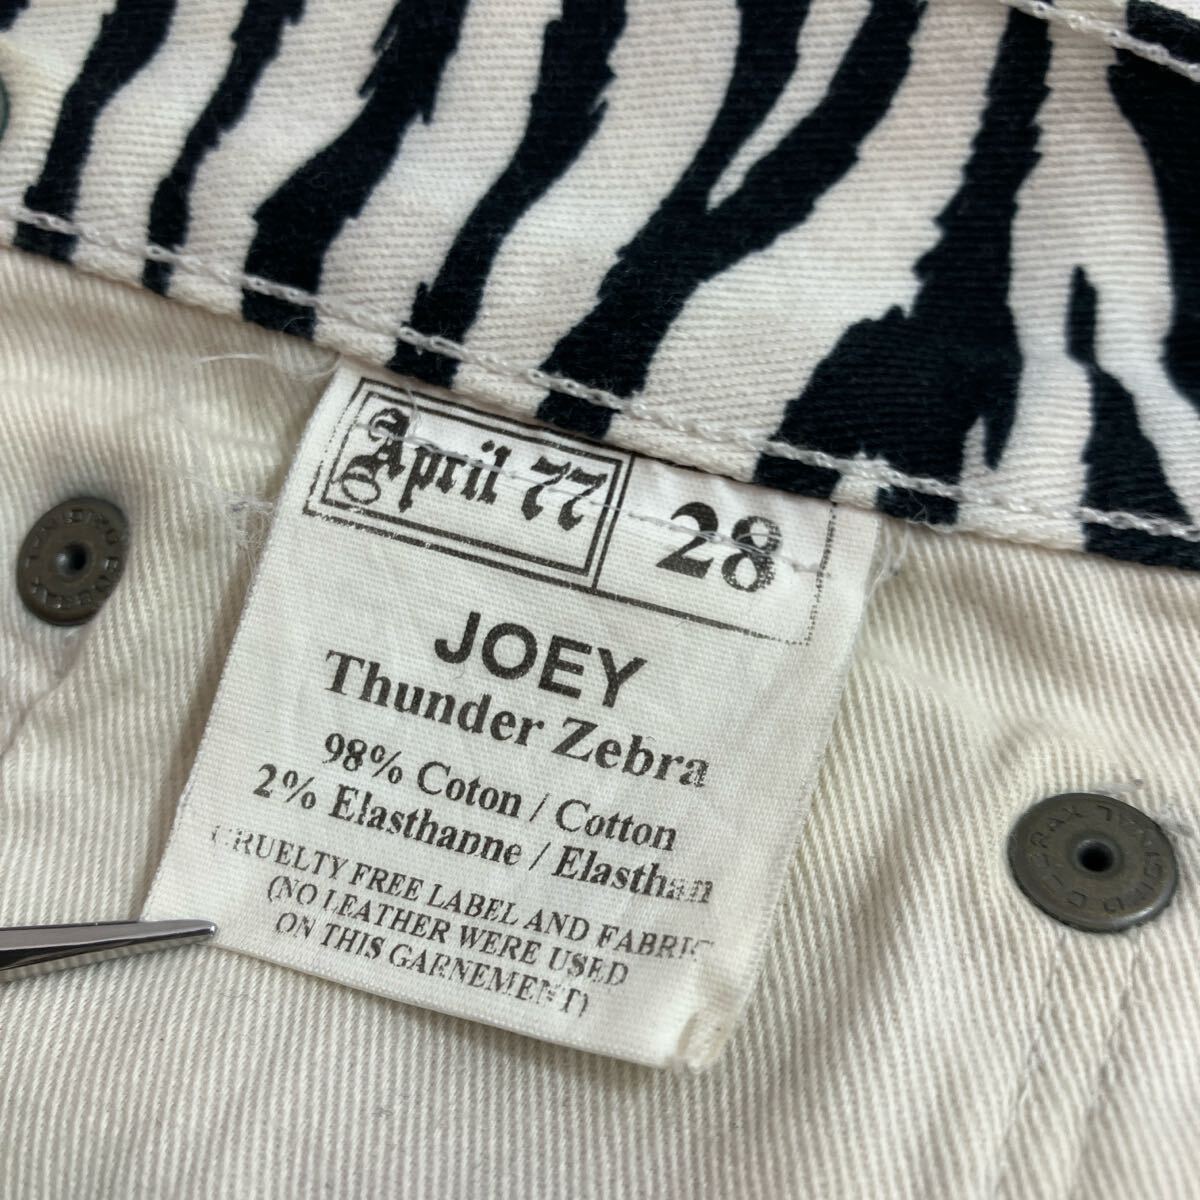 April 77
28
JOEY
Thunder Zebra
98% Coton / Cotton
2% Elasthanne / Elasthan
CRUELTY FREE LABEL AND FABRIC
(NO LEATHER WERE USED
ON THIS GARNEMENT)